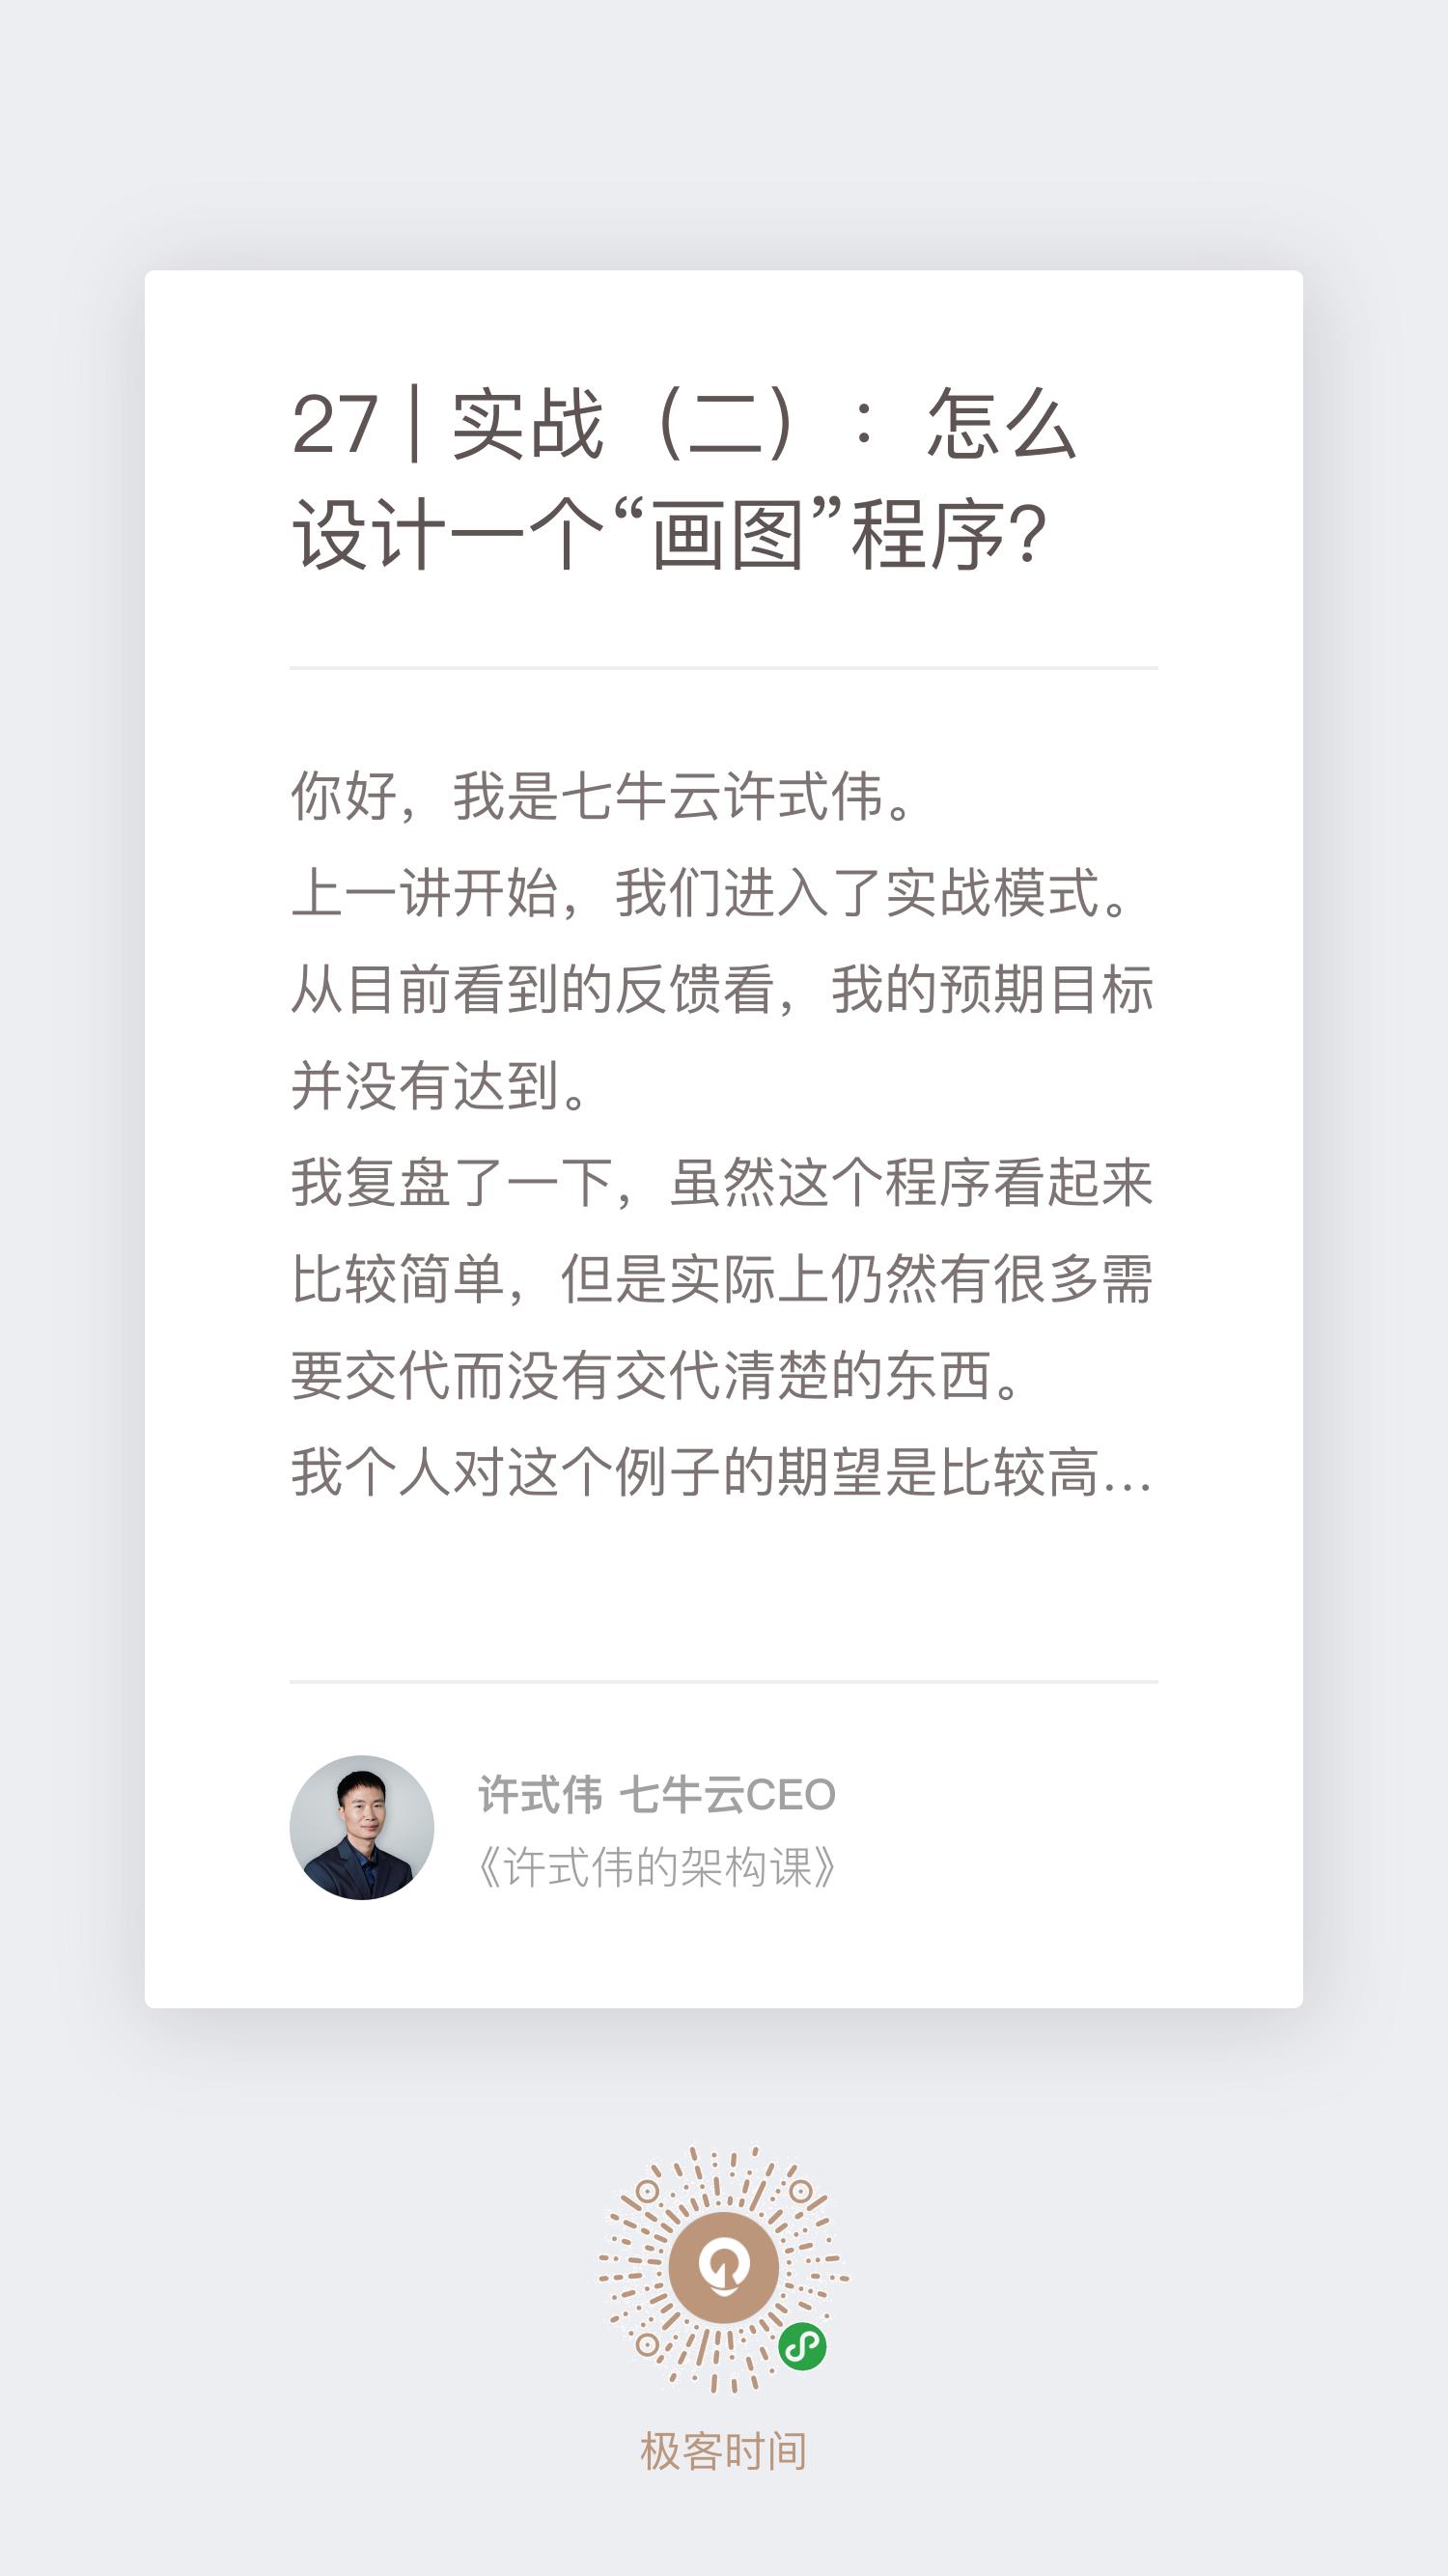 27 | 实战（二）：怎么
设计一个“画图”程序？
你好，我是七牛云许式伟。
上一讲开始，我们进入了实战模式。
从目前看到的反馈看，我的预期目标
并没有达到。
我复盘了一下，虽然这个程序看起来
比较简单，但是实际上仍然有很多需
要交代而没有交代清楚的东西。
我个人对这个例子的期望是比较高…
许式伟 七牛云CEO
《许式伟的架构课》
极客时间